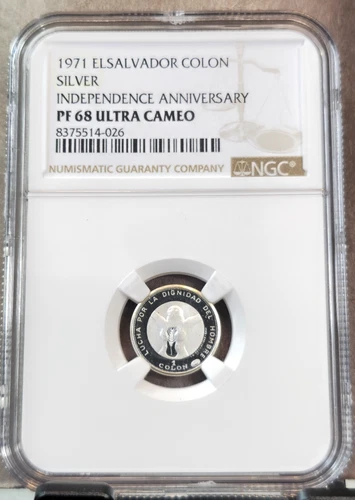 1971 ELSALVADOR COLON
SILVER
INDEPENDENCE ANNIVERSARY
PF 68 ULTRA CAMEO
8375514-026
NUMISMATIC GUARANTY COMPANY
NGC
LUCHA POR LA DIGNIDAD DEL HOMBRE
1
COLON